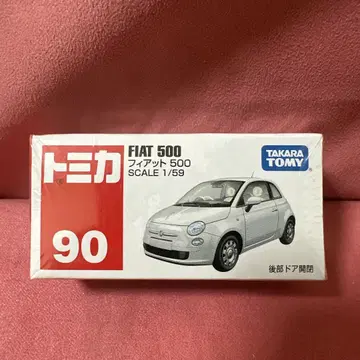 トミカ
90
FIAT 500
フィアット 500
SCALE 1/59
TAKARA
TOMY
後部ドア開閉